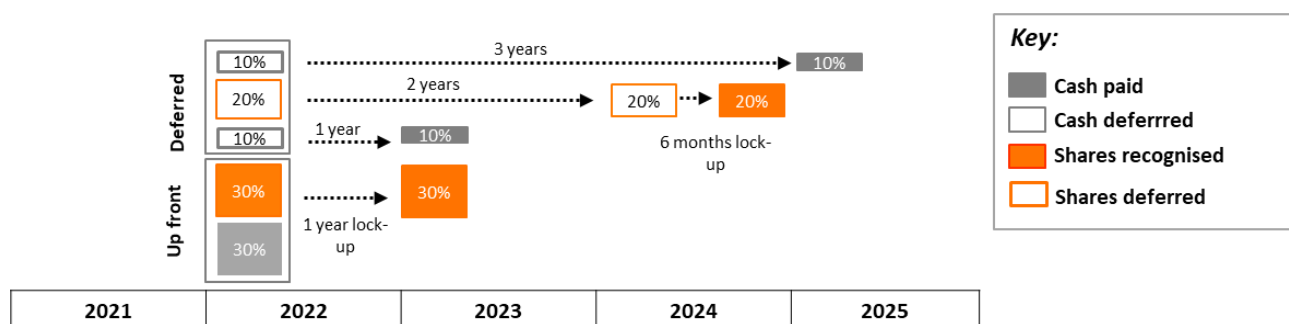 3 years
10%
10%
2 years
20%
20%
20%
1 year
10%
10%
6 months lock-
up
Deferred
30%
30%
1 year lock-
up
30%
Up front
2021
2022
2023
2024
2025
Key:
Cash paid
Cash deferrred
Shares recognised
Shares deferred